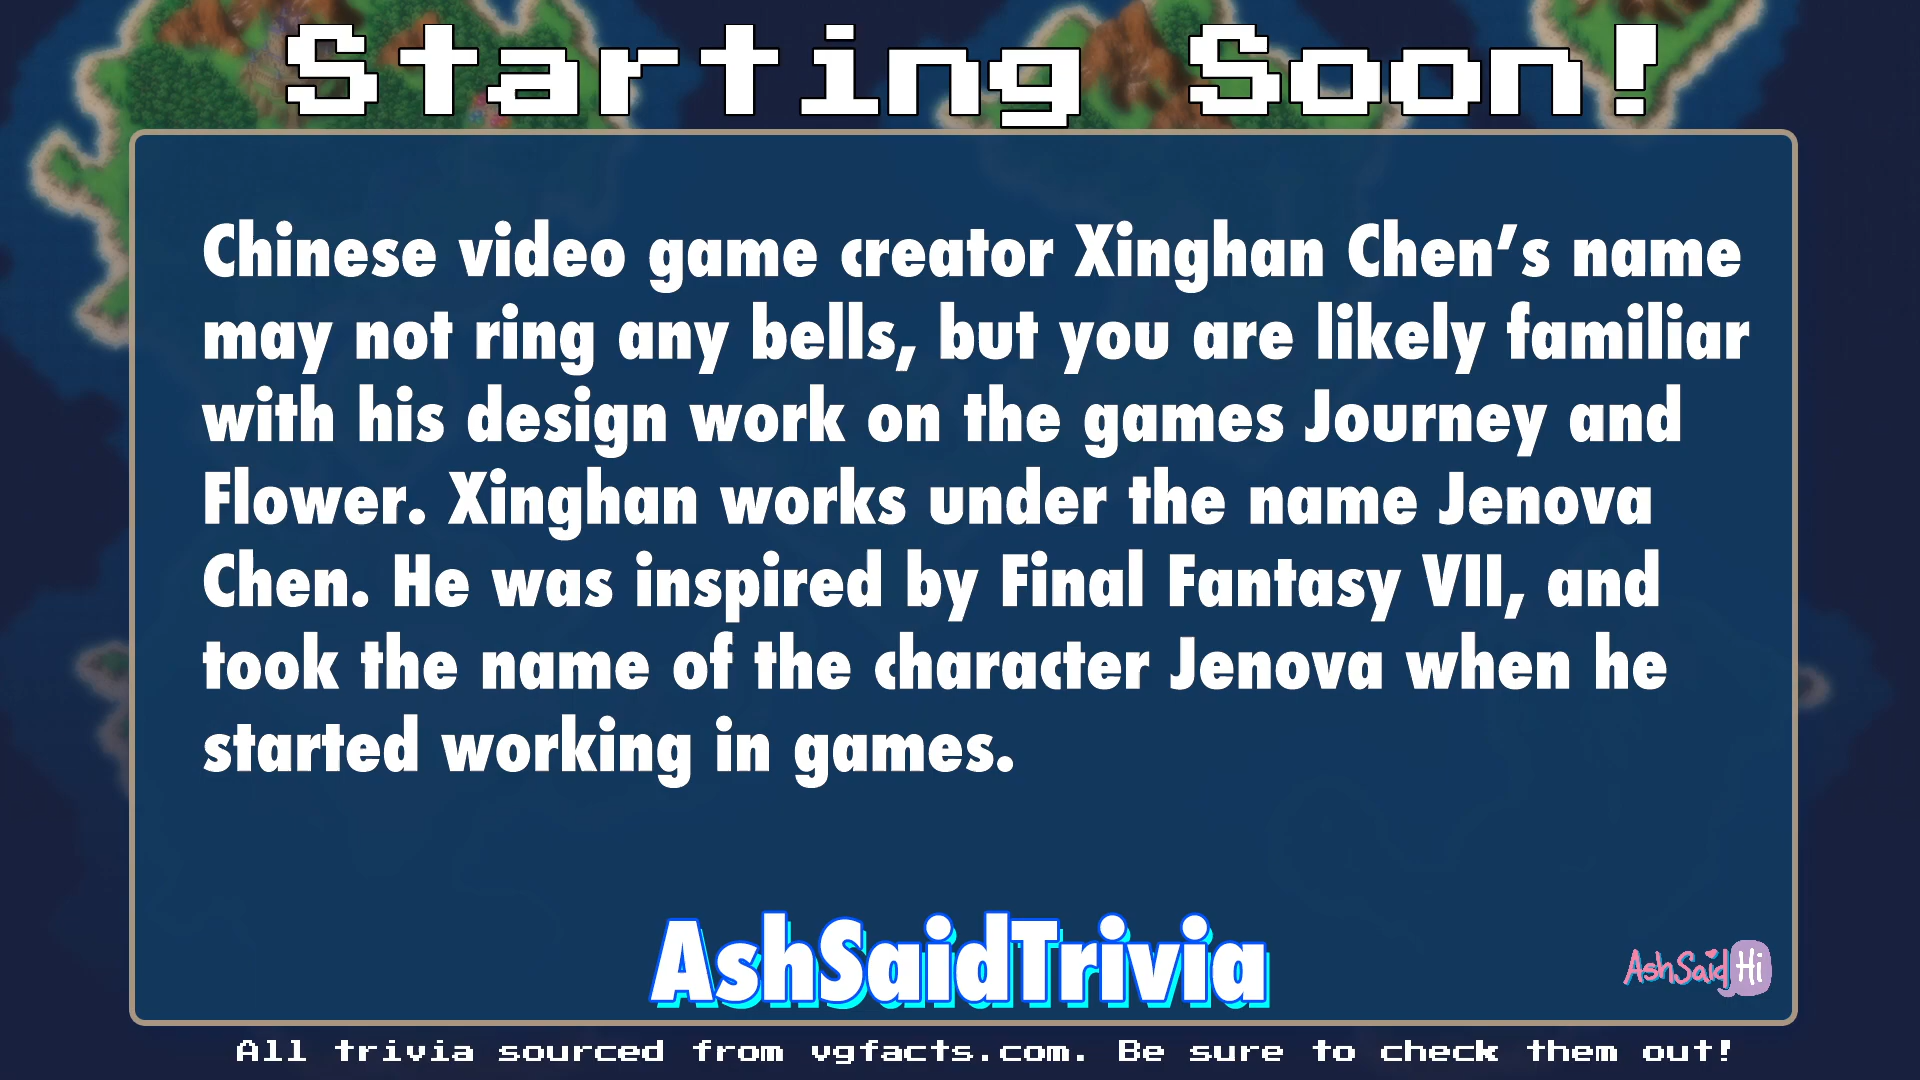 Starting Soon!
Chinese video game creator Xinghan Chen’s name
may not ring any bells, but you are likely familiar
with his design work on the games Journey and
Flower. Xinghan works under the name Jenova
Chen. He was inspired by Final Fantasy VII, and
took the name of the character Jenova when he
started working in games.
AshSaidTrivia
AshSaidHi
All trivia sourced from vgfacts.com. Be sure to check them out!